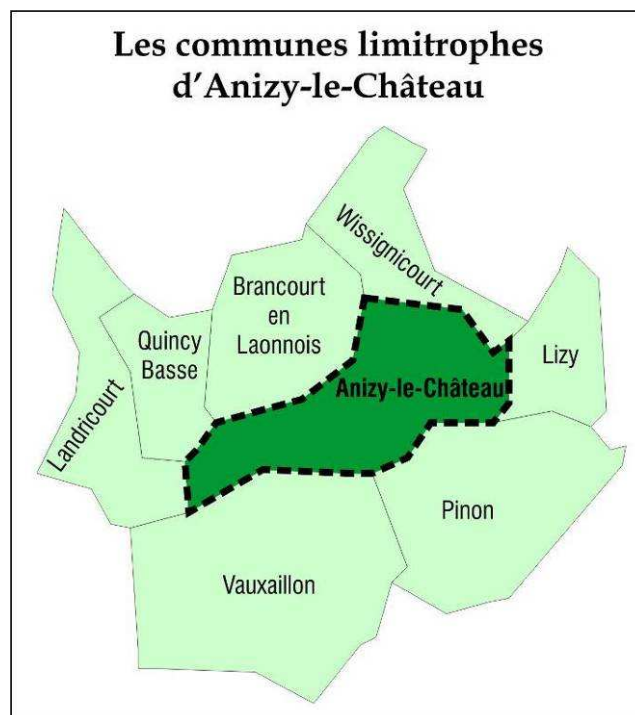 Les communes limitrophes
d’Anizy-le-Château
Wissignicourt
Brancourt
en
Laonnois
Quincy
Basse
Lizy
Anizy-le-Château
Landricourt
Pinon
Vauxaillon